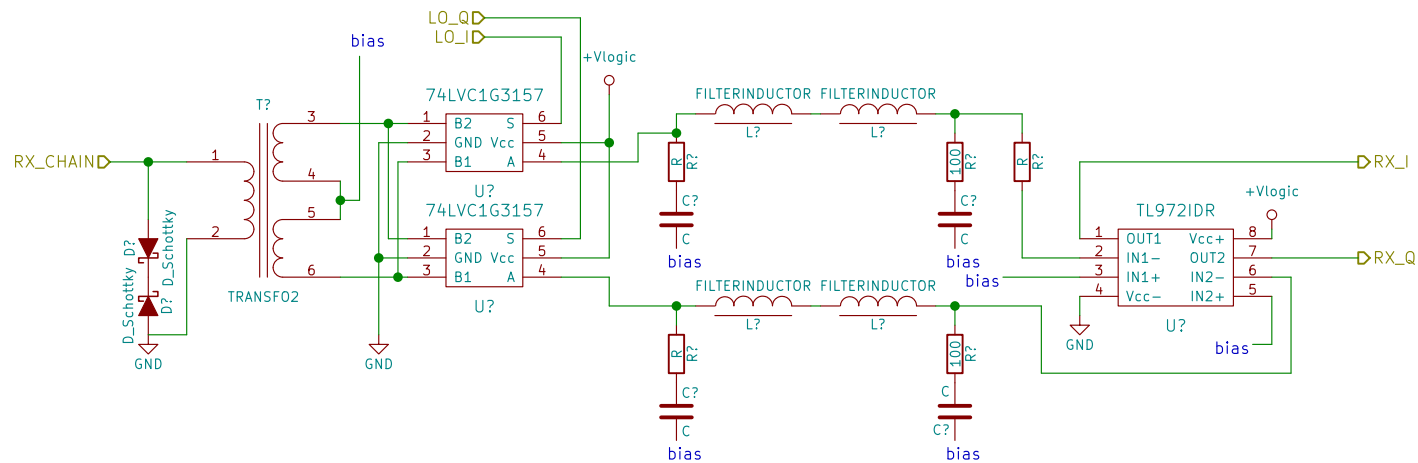 LO_Q
LO_I
bias
+Vlogic
T?
74LVC1G3157
1 B2 S 6
2 GND Vcc 5
3 B1 A 4
U?
RX_CHAIN
1
2
3
4
5
6
TRANSFO2
D?
D_Schottky
D_Schottky
D?
GND
GND
74LVC1G3157
1 B2 S 6
2 GND Vcc 5
3 B1 A 4
U?
FILTERINDUCTOR FILTERINDUCTOR
L? L?
R R?
C?
C
bias
100 R?
C?
C
bias
R R?
bias
FILTERINDUCTOR FILTERINDUCTOR
L? L?
R R?
C?
C
bias
100 R?
C
C?
bias
RX_I
+Vlogic
TL972IDR
1 OUT1 Vcc+ 8
2 IN1- OUT2 7
3 IN1+ IN2- 6
4 Vcc- IN2+ 5
U?
RX_Q
GND
bias